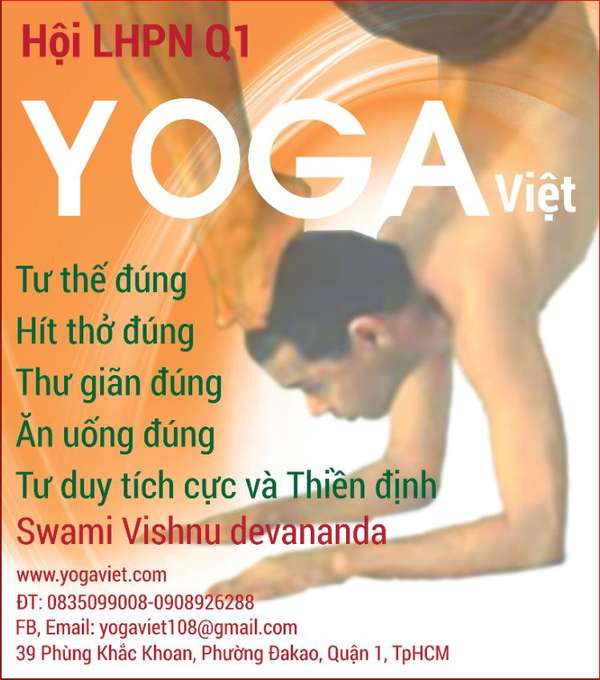 Hội LHPN Q1
YOGA Việt
Tư thế đúng
Hít thở đúng
Thư giãn đúng
Ăn uống đúng
Tư duy tích cực và Thiền định
Swami Vishnu devananda
www.yogaviet.com
ĐT: 0835099008-0908926288
FB, Email: yogaviet108@gmail.com
39 Phùng Khắc Khoan, Phường Đakao, Quận 1, TpHCM